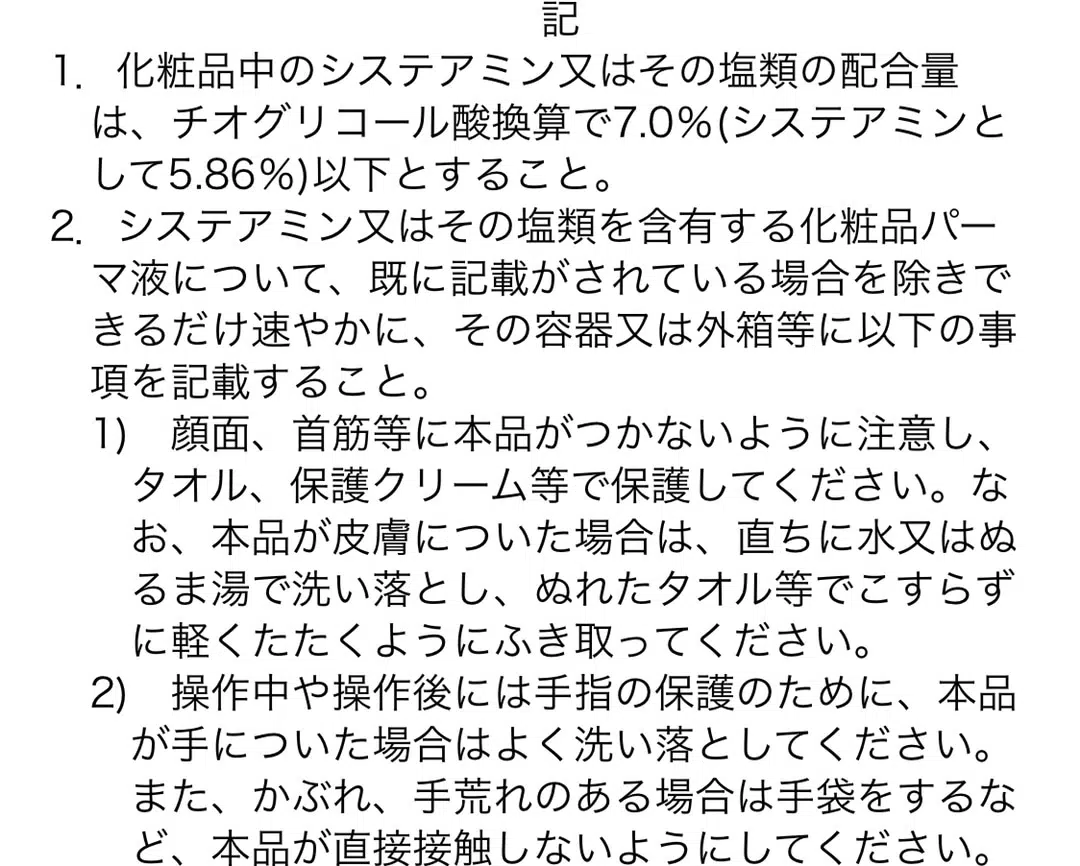 記
1．化粧品中のシステアミン又はその塩類の配合量
は、チオグリコール酸換算で7.0％(システアミンと
して5.86％)以下とすること。
2．システアミン又はその塩類を含有する化粧品パー
マ液について、既に記載がされている場合を除きで
きるだけ速やかに、その容器又は外箱等に以下の事
項を記載すること。
1)　顔面、首筋等に本品がつかないように注意し、
タオル、保護クリーム等で保護してください。な
お、本品が皮膚についた場合は、直ちに水又はぬ
るま湯で洗い落とし、ぬれたタオル等でこすらず
に軽くたたくようにふき取ってください。
2)　操作中や操作後には手指の保護のために、本品
が手についた場合はよく洗い落としてください。
また、かぶれ、手荒れのある場合は手袋をするな
ど、本品が直接接触しないようにしてください。